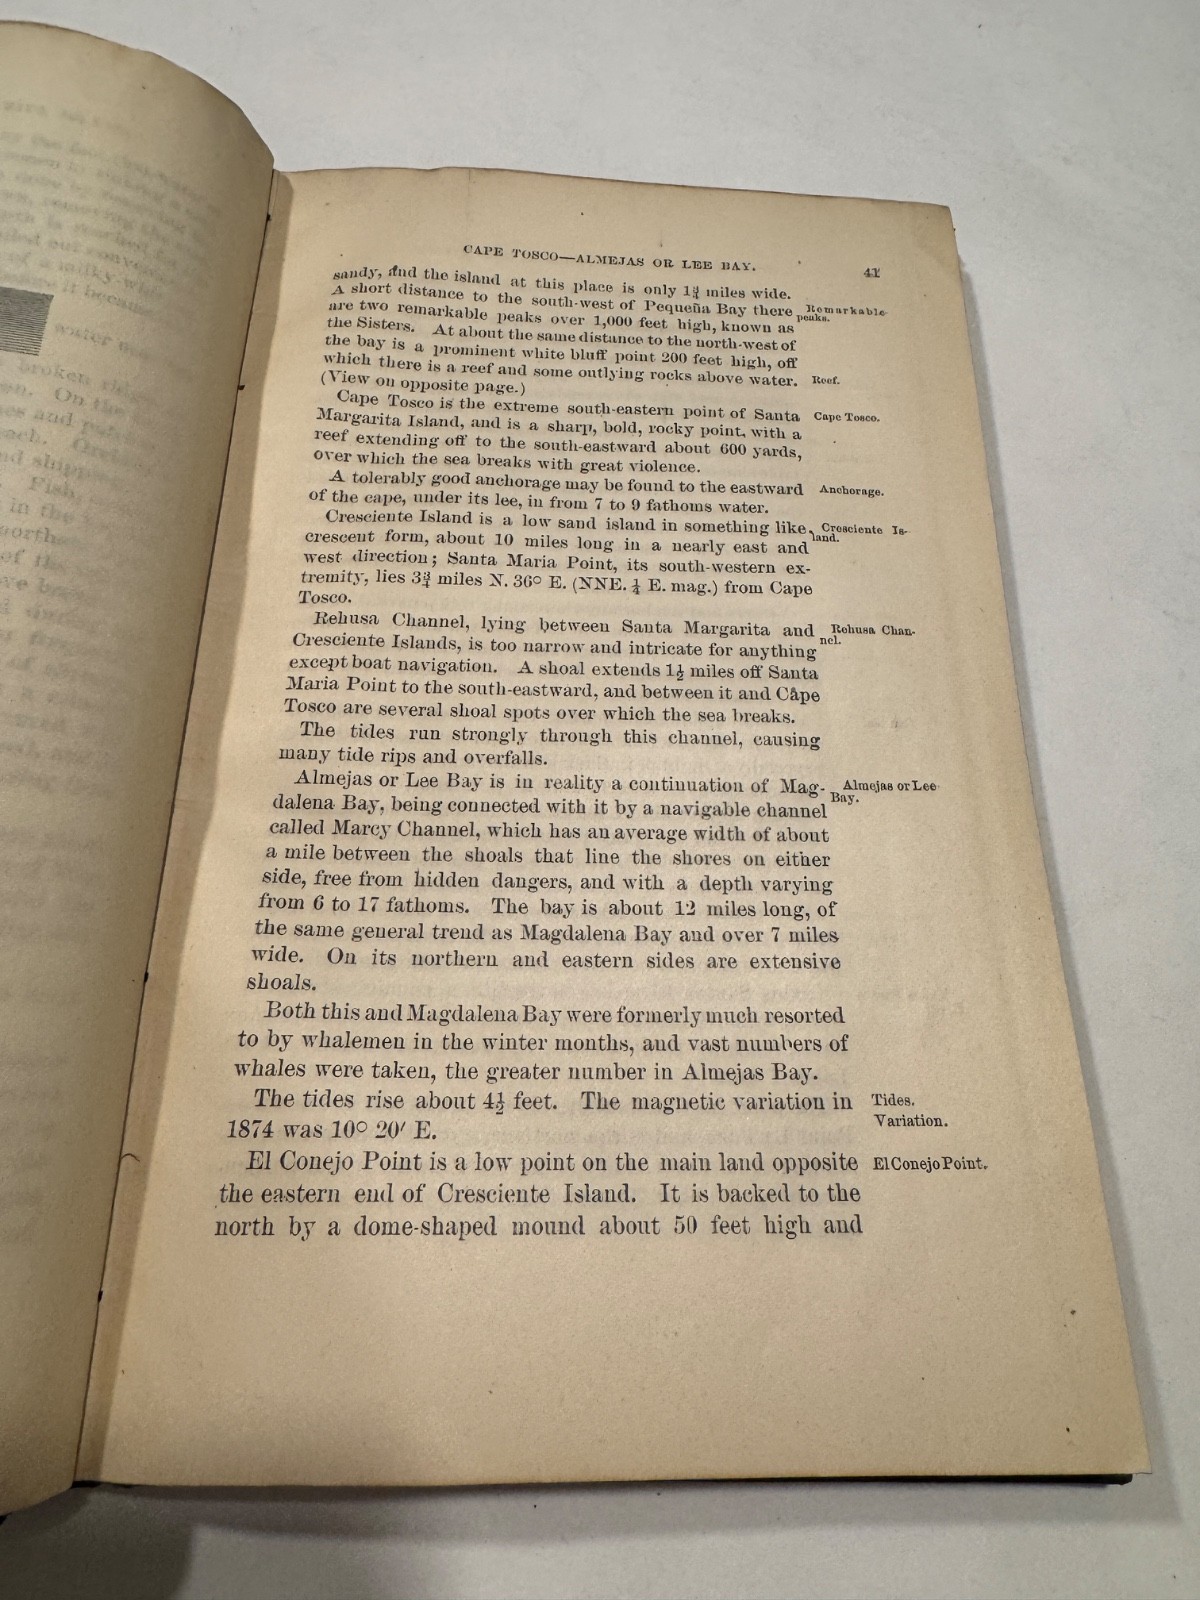 CAPE TOSCO—ALMEJAS OR LEE BAY. 41
sandy, and the island at this place is only 1¾ miles wide.
A short distance to the south-west of Pequeña Bay there Remarkable
are two remarkable peaks over 1,000 feet high, known as peaks.
the Sisters. At about the same distance to the north-west of
the bay is a prominent white bluff point 200 feet high, off
which there is a reef and some outlying rocks above water. Reef.
(View on opposite page.)
Cape Tosco is the extreme south-eastern point of Santa Cape Tosco.
Margarita Island, and is a sharp, bold, rocky point, with a
reef extending off to the south-eastward about 600 yards,
over which the sea breaks with great violence.
A tolerably good anchorage may be found to the eastward Anchorage.
of the cape, under its lee, in from 7 to 9 fathoms water.
Cresciente Island is a low sand island in something like Cresciente Is-
crescent form, about 10 miles long in a nearly east and land.
west direction; Santa Maria Point, its south-western ex-
tremity, lies 3¾ miles N. 36° E. (NNE. ¼ E. mag.) from Cape
Tosco.
Rehusa Channel, lying between Santa Margarita and Rehusa Chan-
Cresciente Islands, is too narrow and intricate for anything nel.
except boat navigation. A shoal extends 1½ miles off Santa
Maria Point to the south-eastward, and between it and Cape
Tosco are several shoal spots over which the sea breaks.
The tides run strongly through this channel, causing
many tide rips and overfalls.
Almejas or Lee Bay is in reality a continuation of Mag- Almejas or Lee
dalena Bay, being connected with it by a navigable channel Bay.
called Marcy Channel, which has an average width of about
a mile between the shoals that line the shores on either
side, free from hidden dangers, and with a depth varying
from 6 to 17 fathoms. The bay is about 12 miles long, of
the same general trend as Magdalena Bay and over 7 miles
wide. On its northern and eastern sides are extensive
shoals.
Both this and Magdalena Bay were formerly much resorted
to by whalemen in the winter months, and vast numbers of
whales were taken, the greater number in Almejas Bay.
The tides rise about 4½ feet. The magnetic variation in Tides.
1874 was 10° 20′ E. Variation.
El Conejo Point is a low point on the main land opposite El Conejo Point.
the eastern end of Cresciente Island. It is backed to the
north by a dome-shaped mound about 50 feet high and